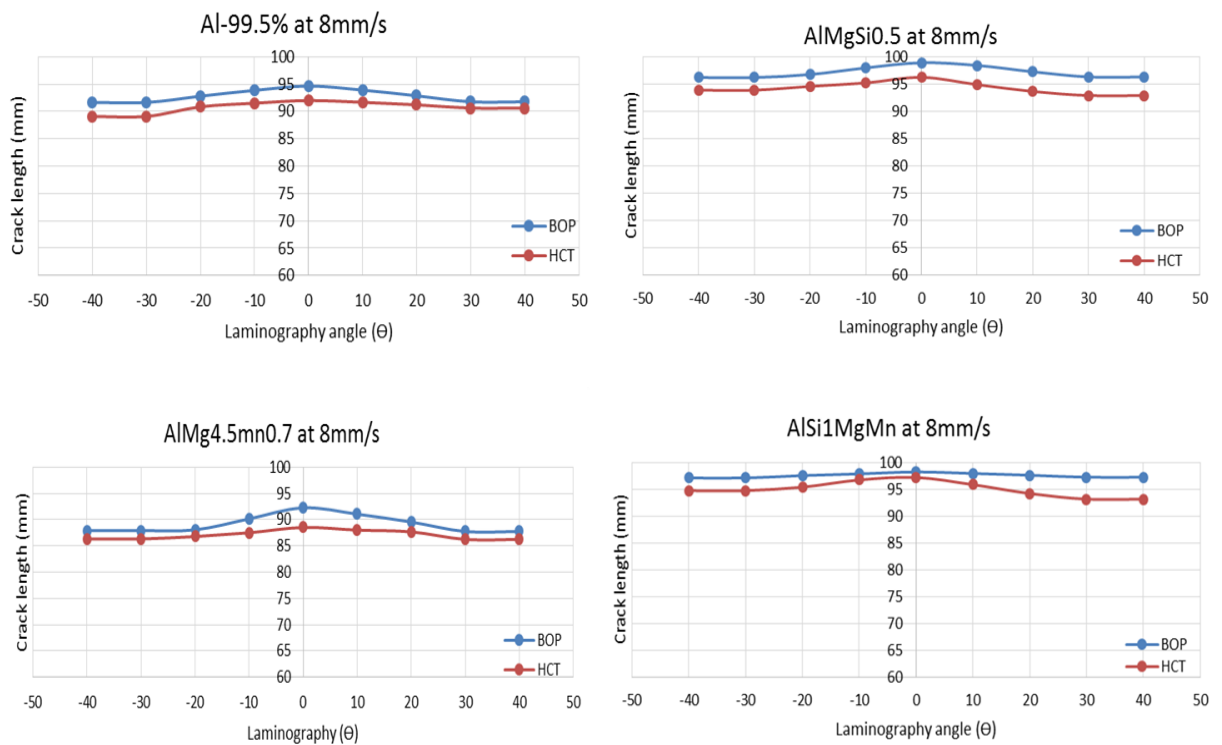 Al-99.5% at 8mm/s
Crack length (mm)
100
95
90
85
80
75
70
65
60
BOP
HCT
-50 -40 -30 -20 -10 0 10 20 30 40 50
Laminography angle (Θ)
AlMgSi0.5 at 8mm/s
Crack length (mm)
100
95
90
85
80
75
70
65
60
BOP
HCT
-50 -40 -30 -20 -10 0 10 20 30 40 50
Laminography angle (Θ)
AlMg4.5mn0.7 at 8mm/s
Crack length (mm)
100
95
90
85
80
75
70
65
60
BOP
HCT
-50 -40 -30 -20 -10 0 10 20 30 40 50
Laminography (Θ)
AlSi1MgMn at 8mm/s
Crack length (mm)
100
95
90
85
80
75
70
65
60
BOP
HCT
-50 -40 -30 -20 -10 0 10 20 30 40 50
Laminography angle (Θ)